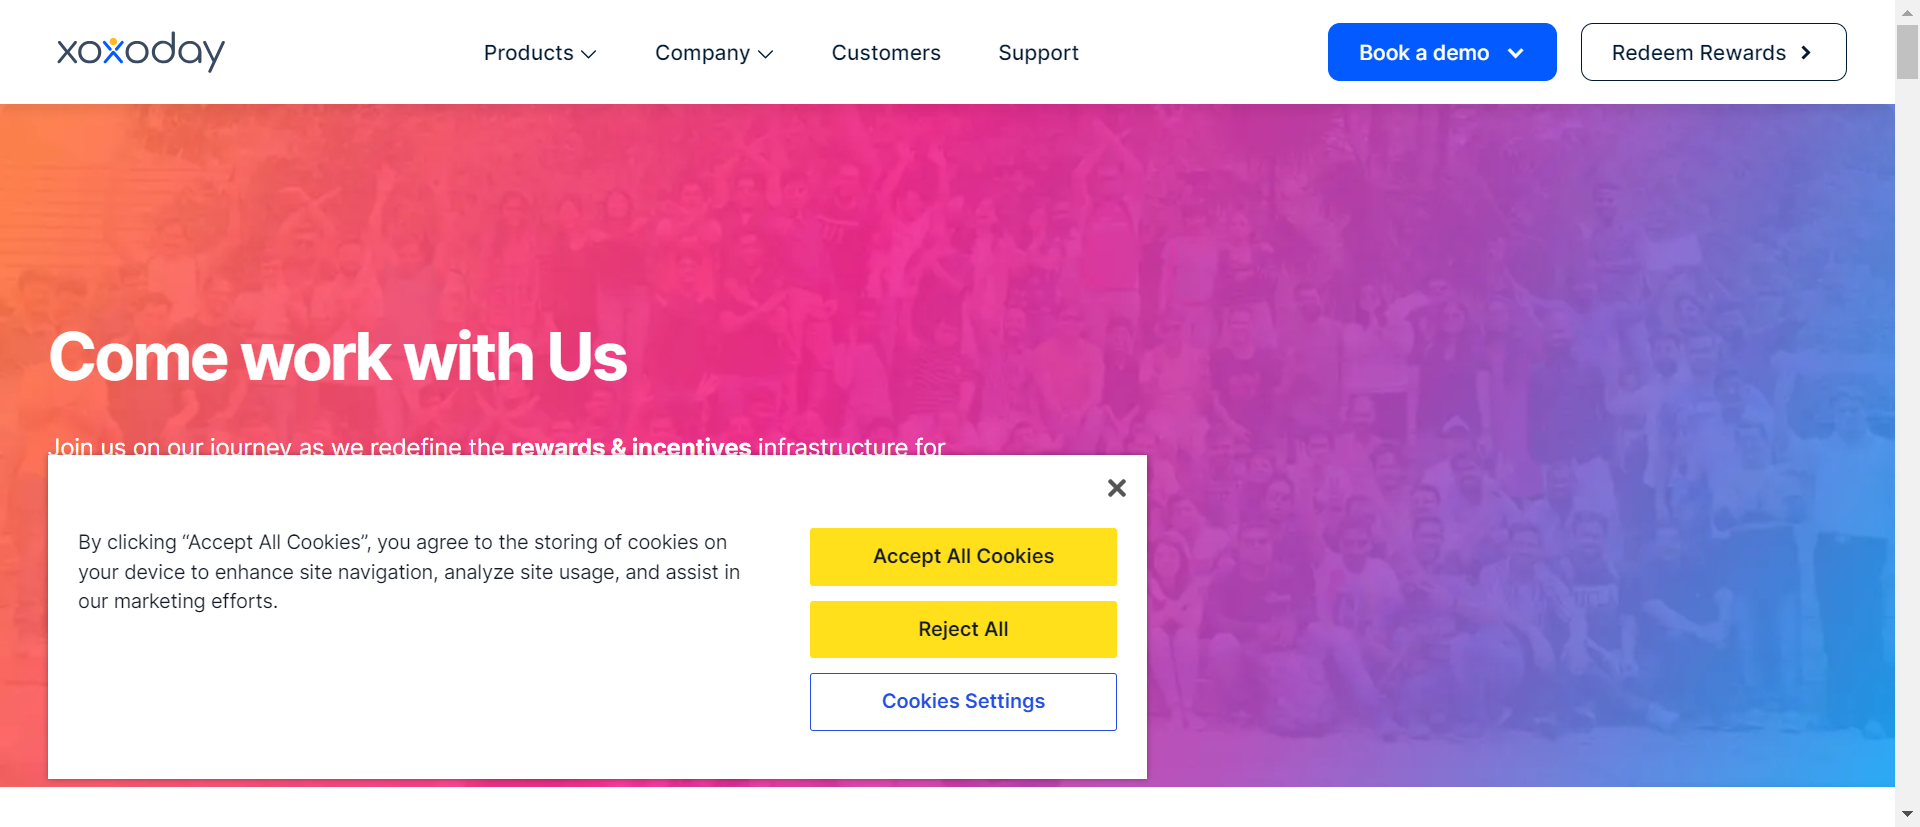 xoxoday
Products
Company
Customers
Support
Book a demo
Redeem Rewards
Come work with Us
Join us on our journey as we redefine the rewards & incentives infrastructure for
By clicking “Accept All Cookies”, you agree to the storing of cookies on
your device to enhance site navigation, analyze site usage, and assist in
our marketing efforts.
Accept All Cookies
Reject All
Cookies Settings